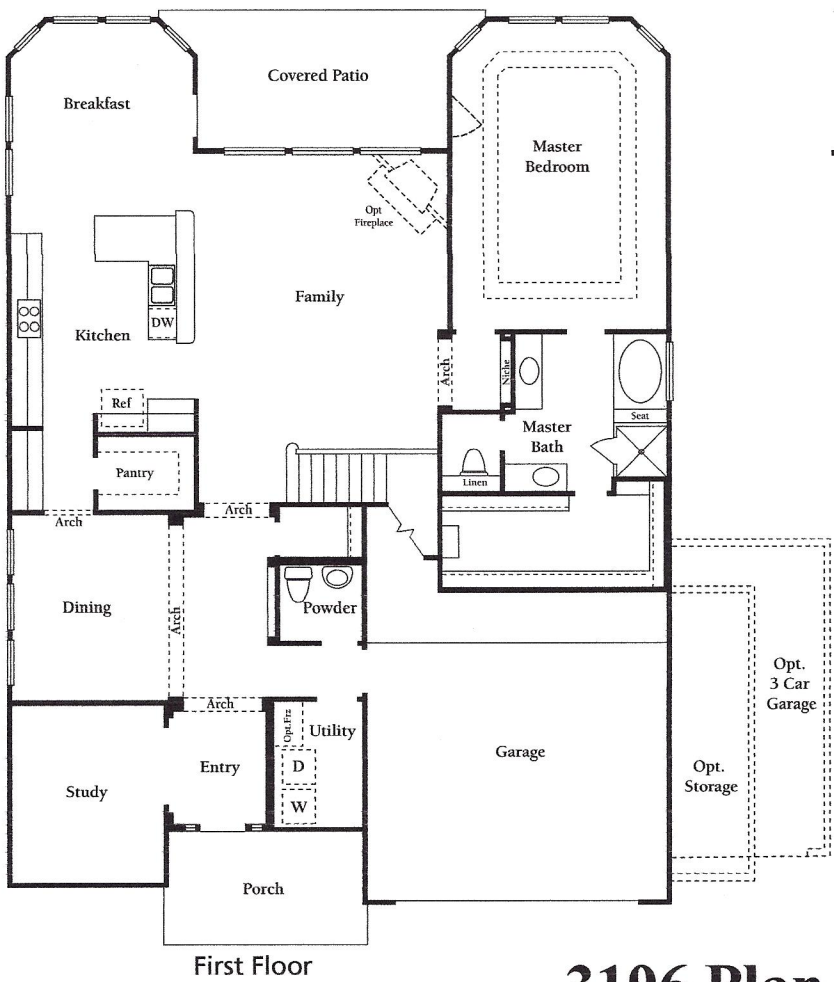 Covered Patio
Breakfast
Master
Bedroom
Opt
Fireplace
Family
DW
Kitchen
Arch
Niche
Ref
Seat
Master
Bath
Pantry
Linen
Arch
Arch
Dining
Arch
Powder
Opt.
3 Car
Garage
Arch
Opt.Frz
Utility
Entry
D
Garage
Opt.
Storage
Study
W
Porch
First Floor
3196 Plan